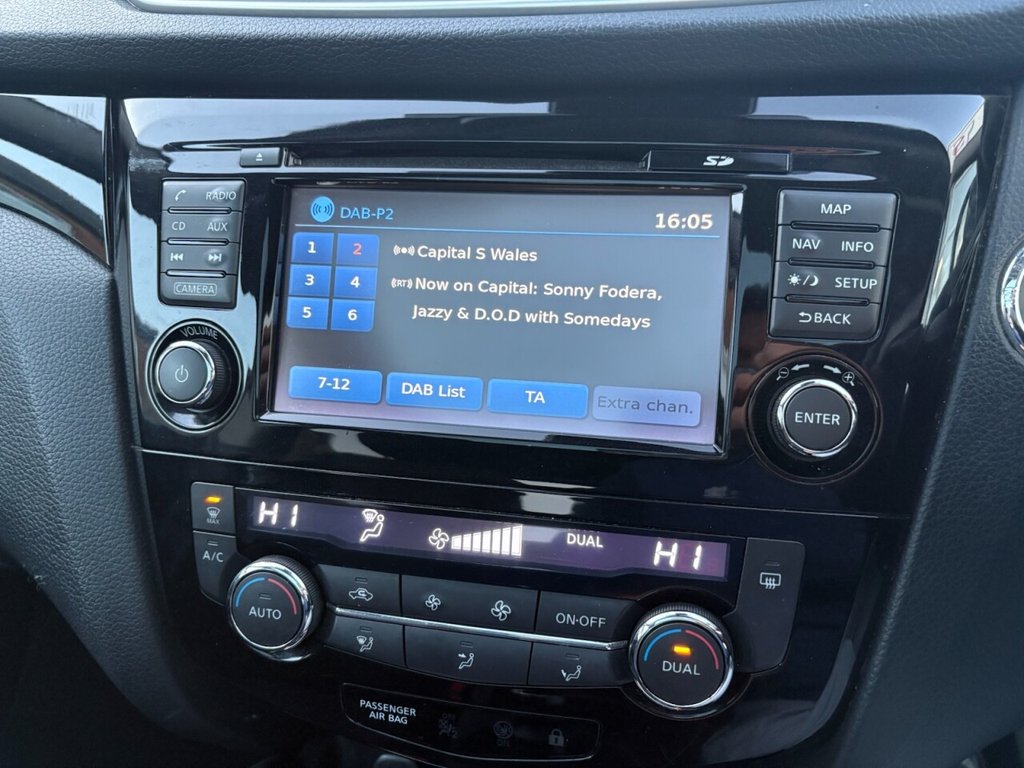 SD
RADIO
CD AUX
CAMERA
VOLUME
DAB-P2
16:05
1 2
3 4
5 6
Capital S Wales
(RT) Now on Capital: Sonny Fodera,
Jazzy & D.O.D with Somedays
7-12
DAB List
TA
Extra chan.
MAP
NAV INFO
SETUP
BACK
ENTER
MAX
HI
DUAL
HI
A/C
AUTO
ON·OFF
DUAL
PASSENGER
AIR BAG
OFF